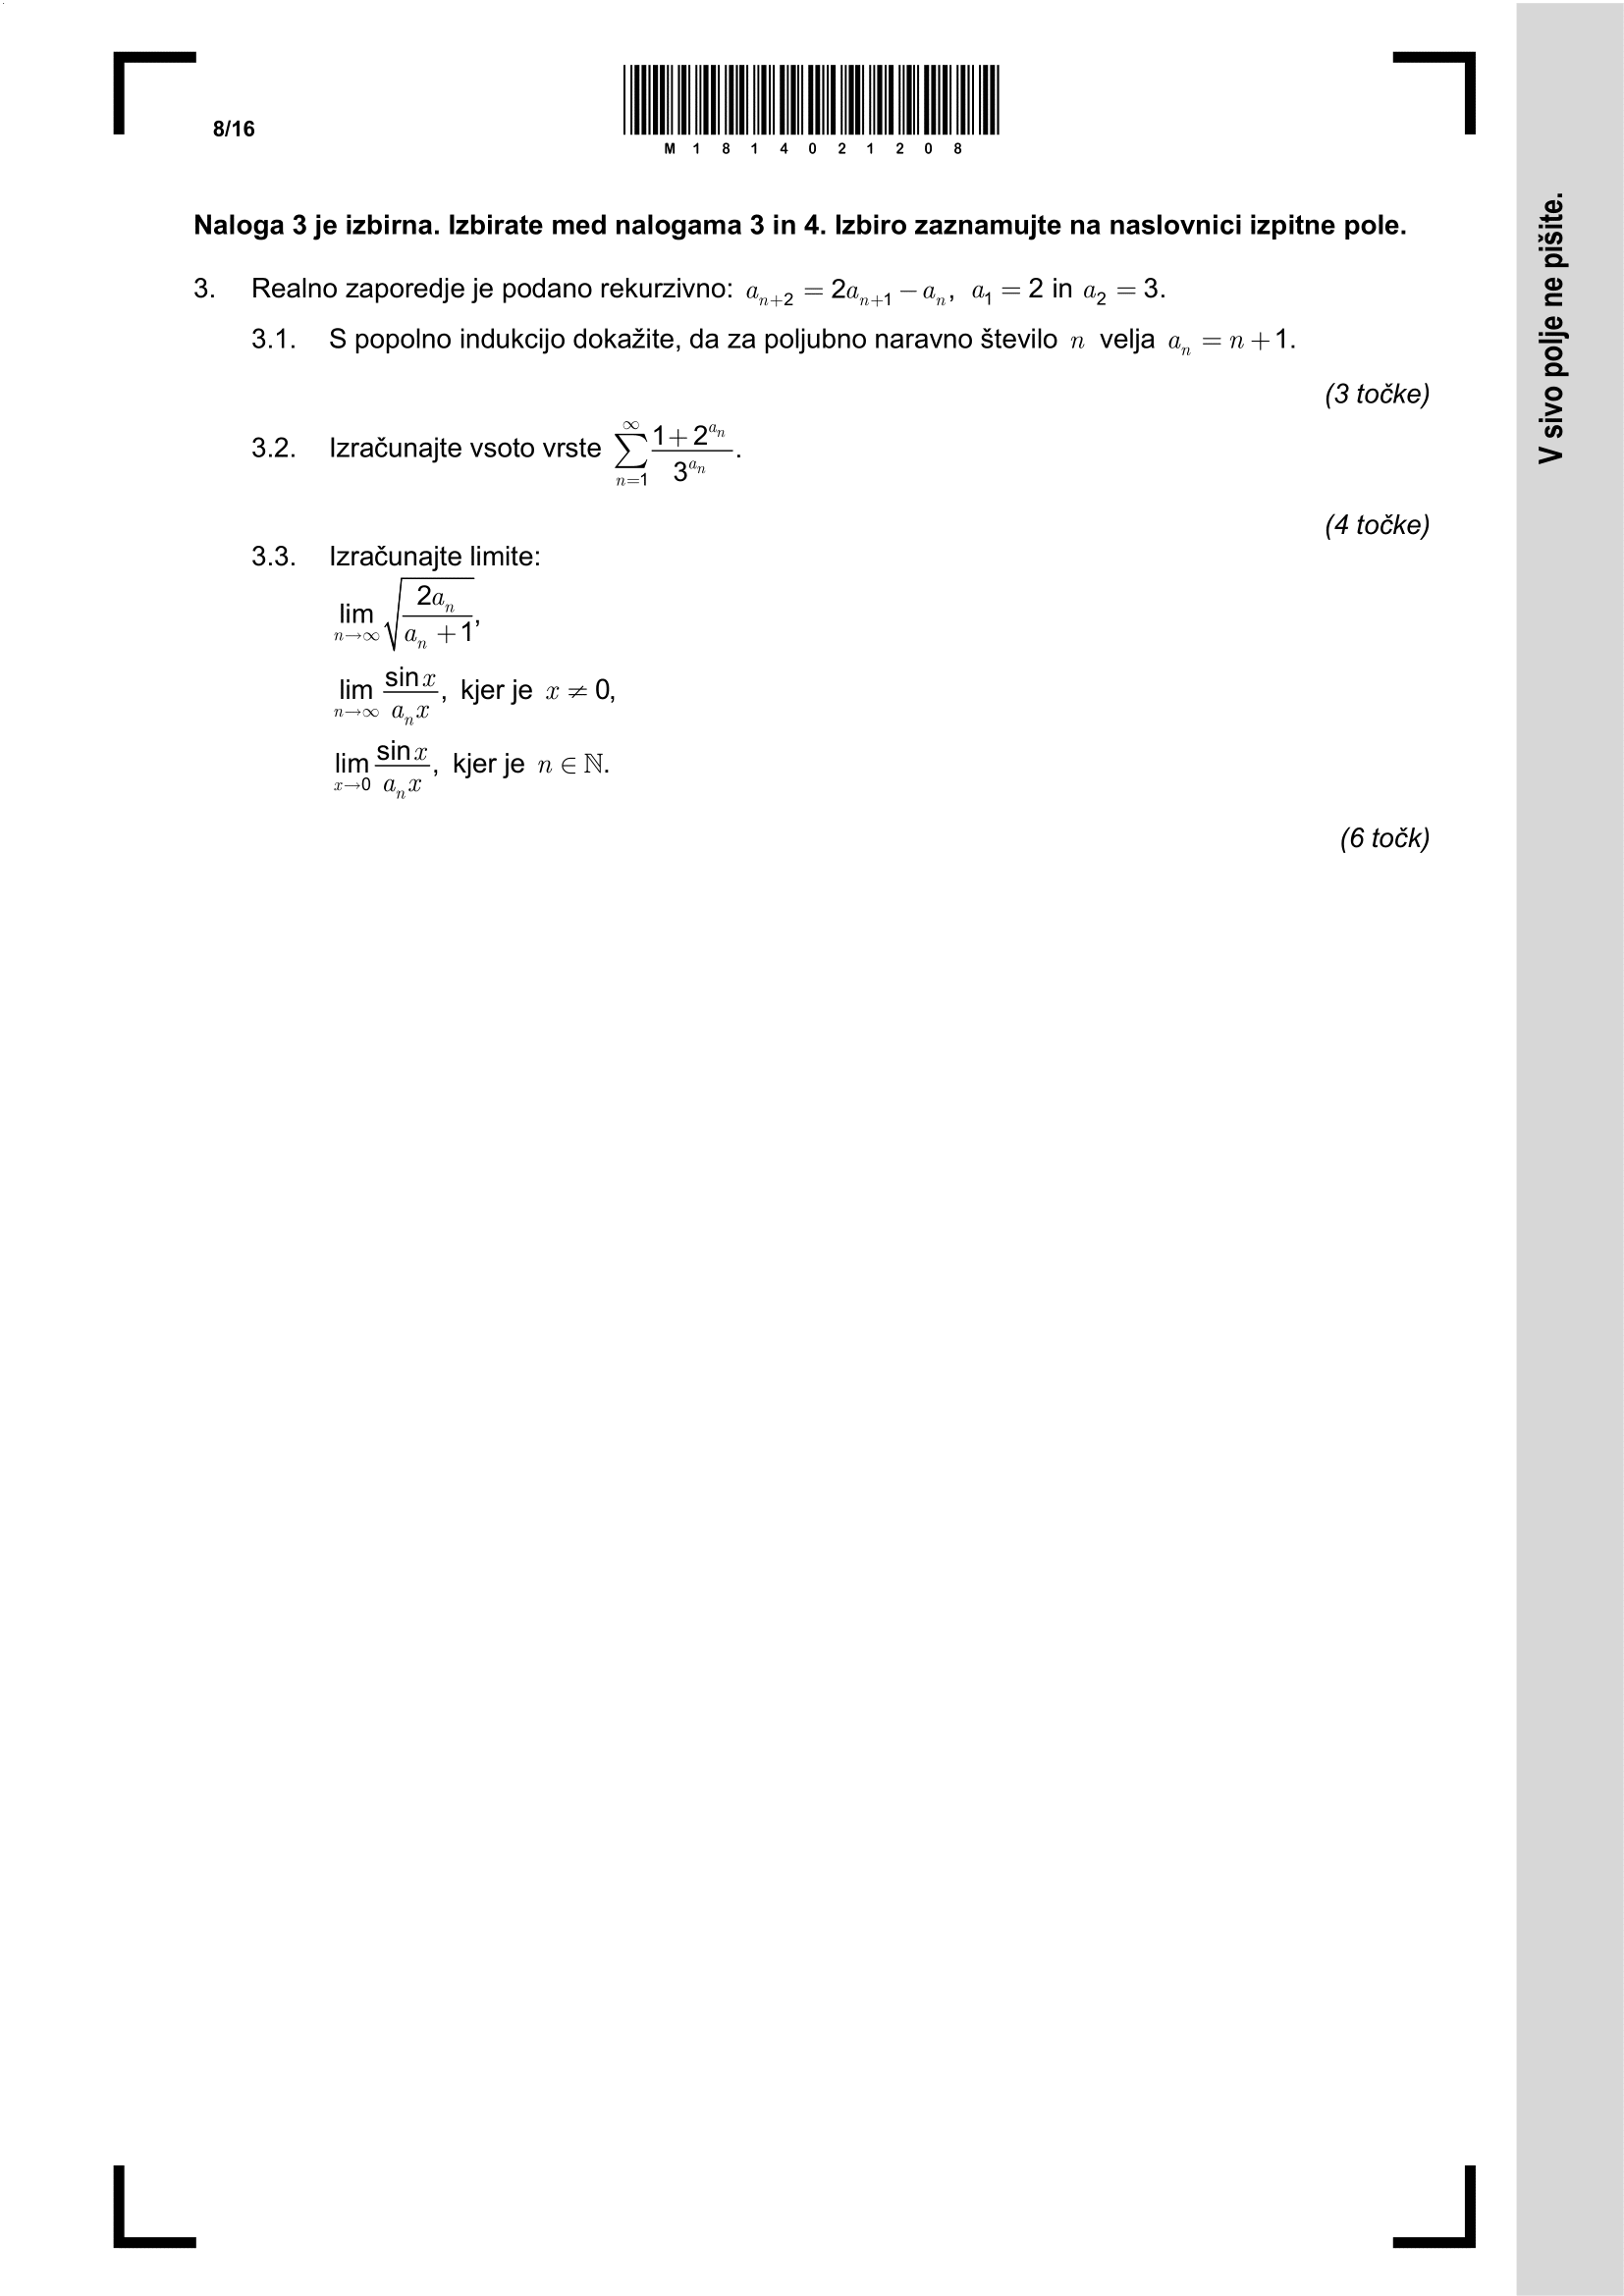 8/16
M 1 8 1 4 0 2 1 2 0 8
V sivo polje ne pišite.
Naloga 3 je izbirna. Izbirate med nalogama 3 in 4. Izbiro zaznamujte na naslovnici izpitne pole.
3. Realno zaporedje je podano rekurzivno: $a_{n+2} = 2a_{n+1} - a_n$, $a_1 = 2$ in $a_2 = 3$.
3.1. S popolno indukcijo dokažite, da za poljubno naravno število $n$ velja $a_n = n + 1$.
(3 točke)
3.2. Izračunajte vsoto vrste $\sum_{n=1}^{\infty} \frac{1 + 2^{a_n}}{3^{a_n}}$.
(4 točke)
3.3. Izračunajte limite:
$\lim_{n \to \infty} \sqrt{\frac{2a_n}{a_n + 1}}$,
$\lim_{n \to \infty} \frac{\sin x}{a_n x}$, kjer je $x \neq 0$,
$\lim_{x \to 0} \frac{\sin x}{a_n x}$, kjer je $n \in \mathbb{N}$.
(6 točk)